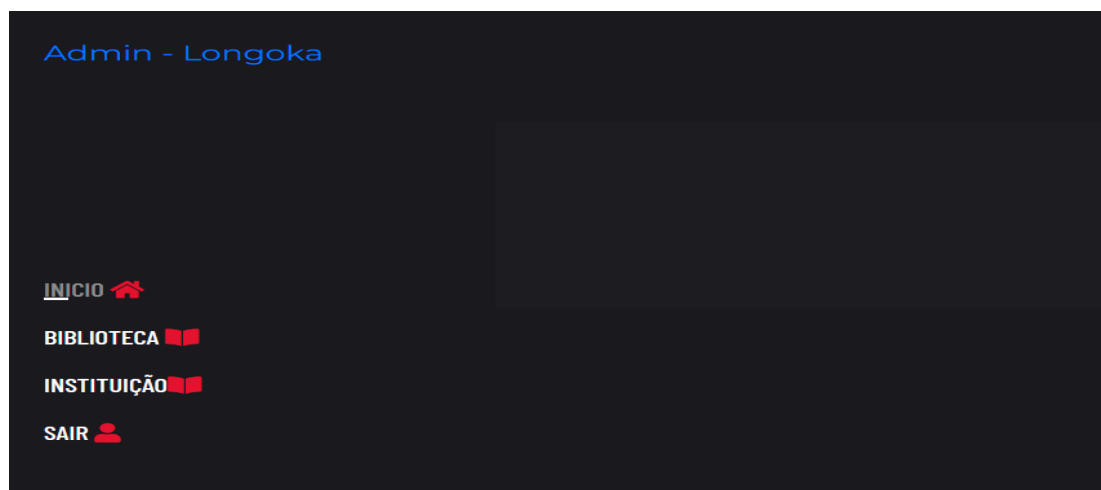 Admin - Longoka
INICIO
BIBLIOTECA
INSTITUIÇÃO
SAIR